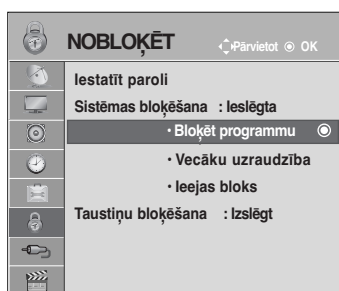 NOBLOĶĒT Pārvietot OK
Iestatīt paroli
Sistēmas bloķēšana : Ieslēgta
• Bloķēt programmu
• Vecāku uzraudzība
• Ieejas bloks
Taustiņu bloķēšana : Izslēgt